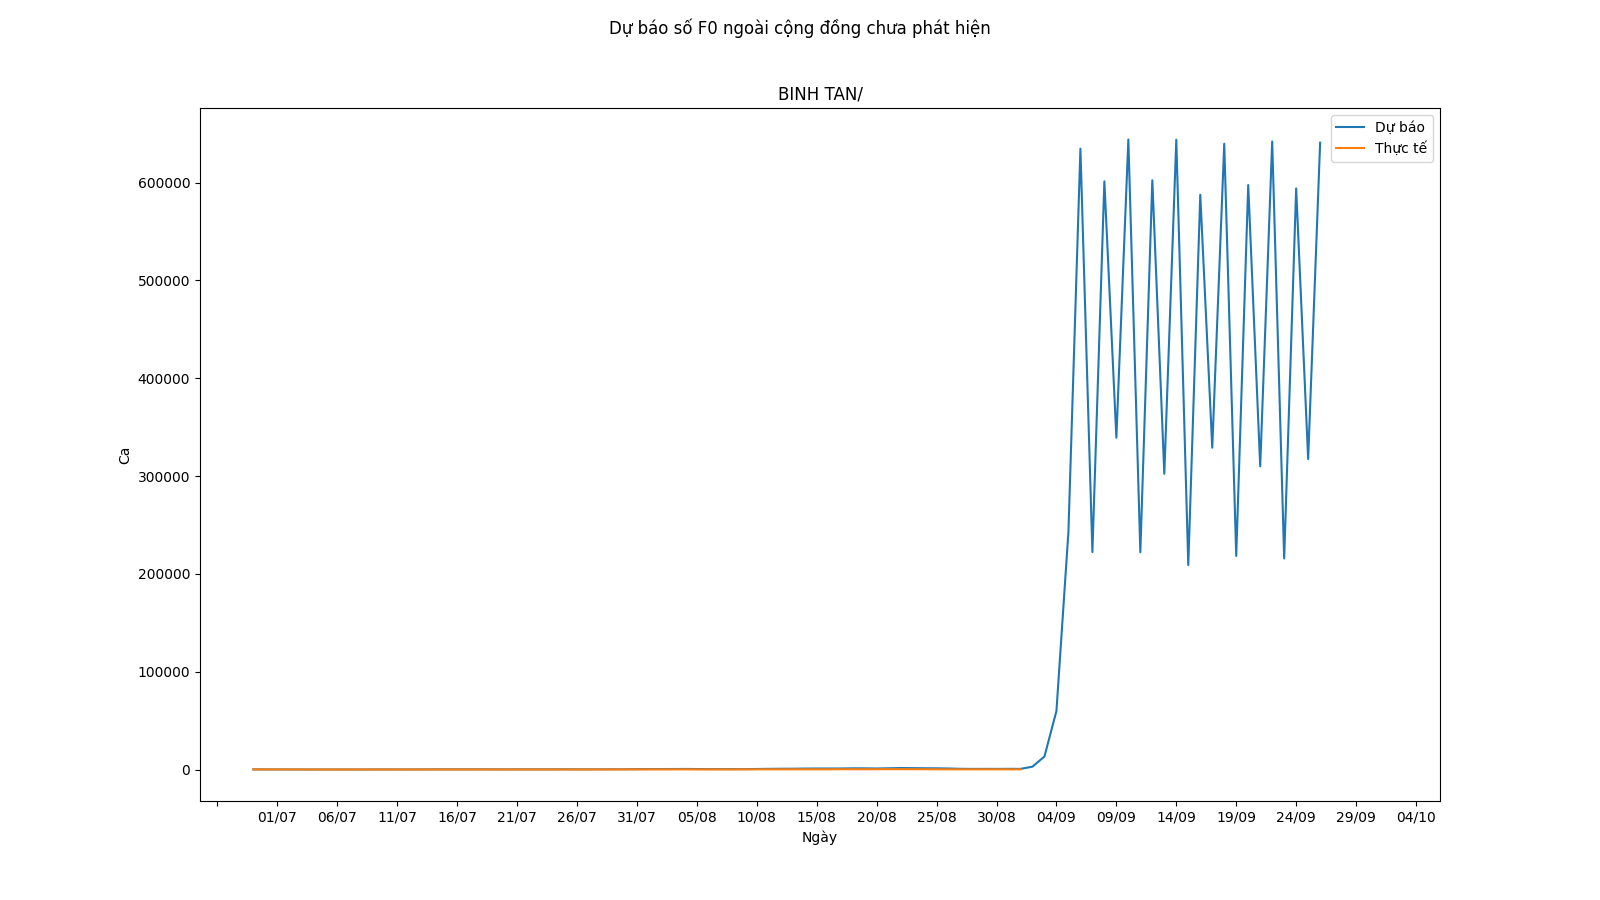 Dự báo số F0 ngoài cộng đồng chưa phát hiện
BINH TAN/
Dự báo
Thực tế
600000
500000
400000
300000
200000
100000
0
Ca
01/07 06/07 11/07 16/07 21/07 26/07 31/07 05/08 10/08 15/08 20/08 25/08 30/08 04/09 09/09 14/09 19/09 24/09 29/09 04/10
Ngày